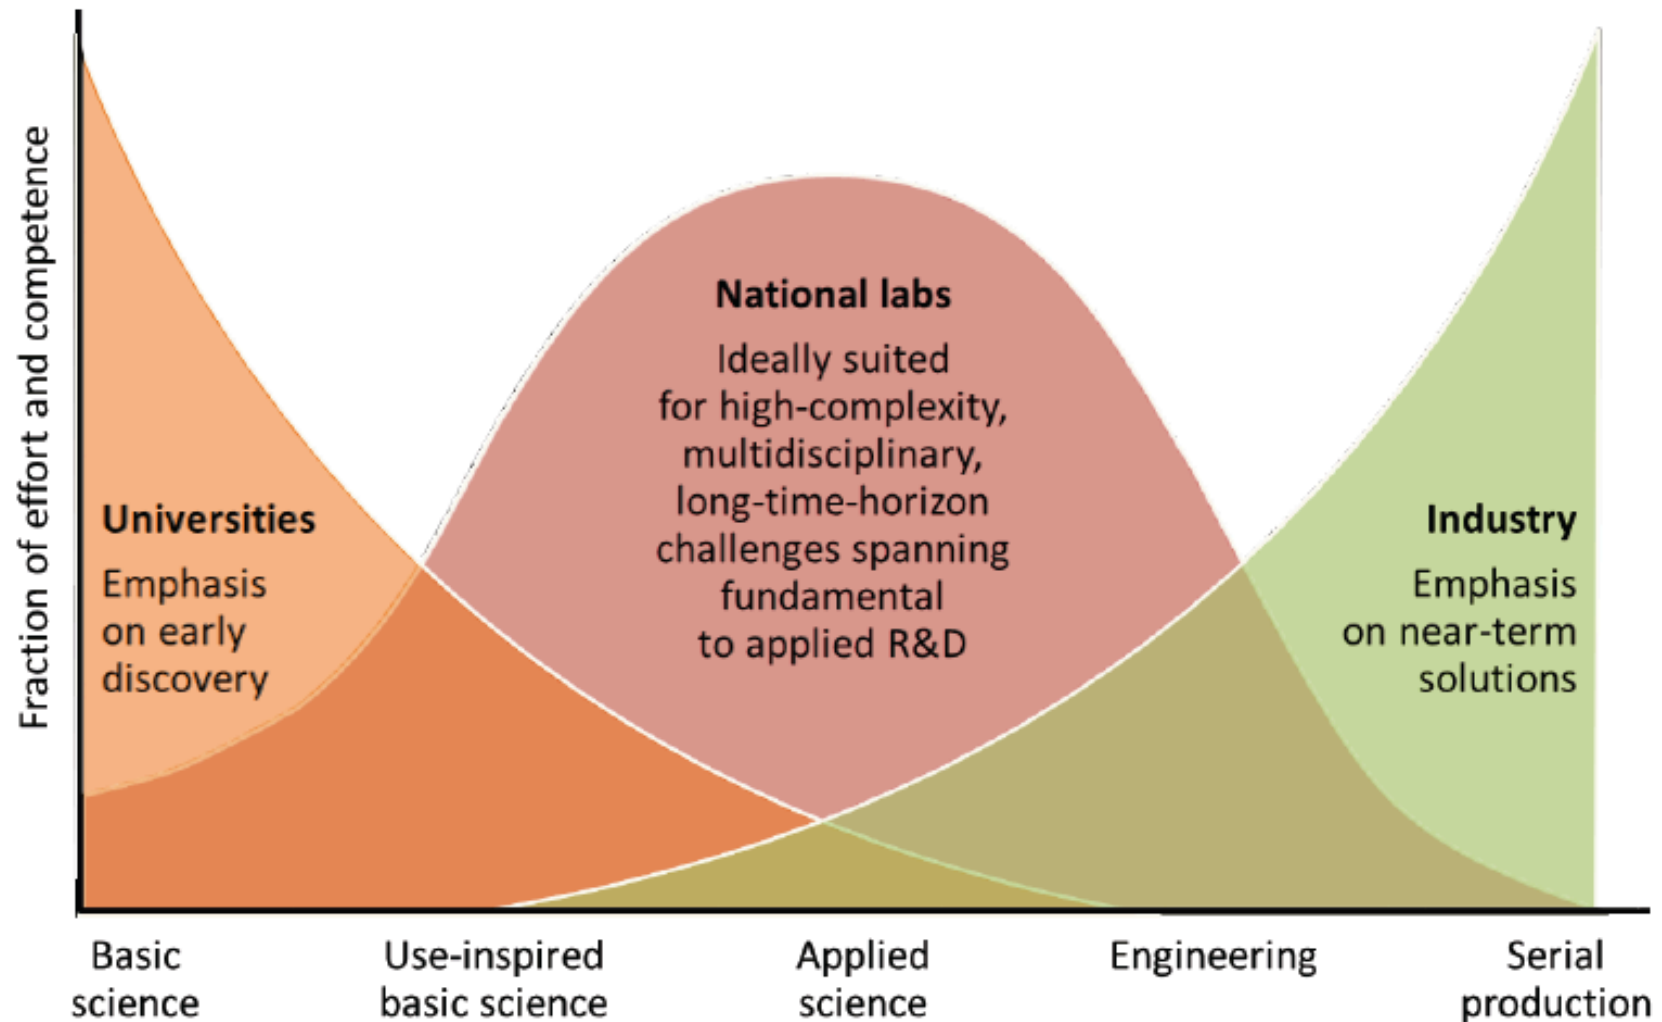 Fraction of effort and competence
Universities
Emphasis
on early
discovery
National labs
Ideally suited
for high-complexity,
multidisciplinary,
long-time-horizon
challenges spanning
fundamental
to applied R&D
Industry
Emphasis
on near-term
solutions
Basic
science
Use-inspired
basic science
Applied
science
Engineering
Serial
production